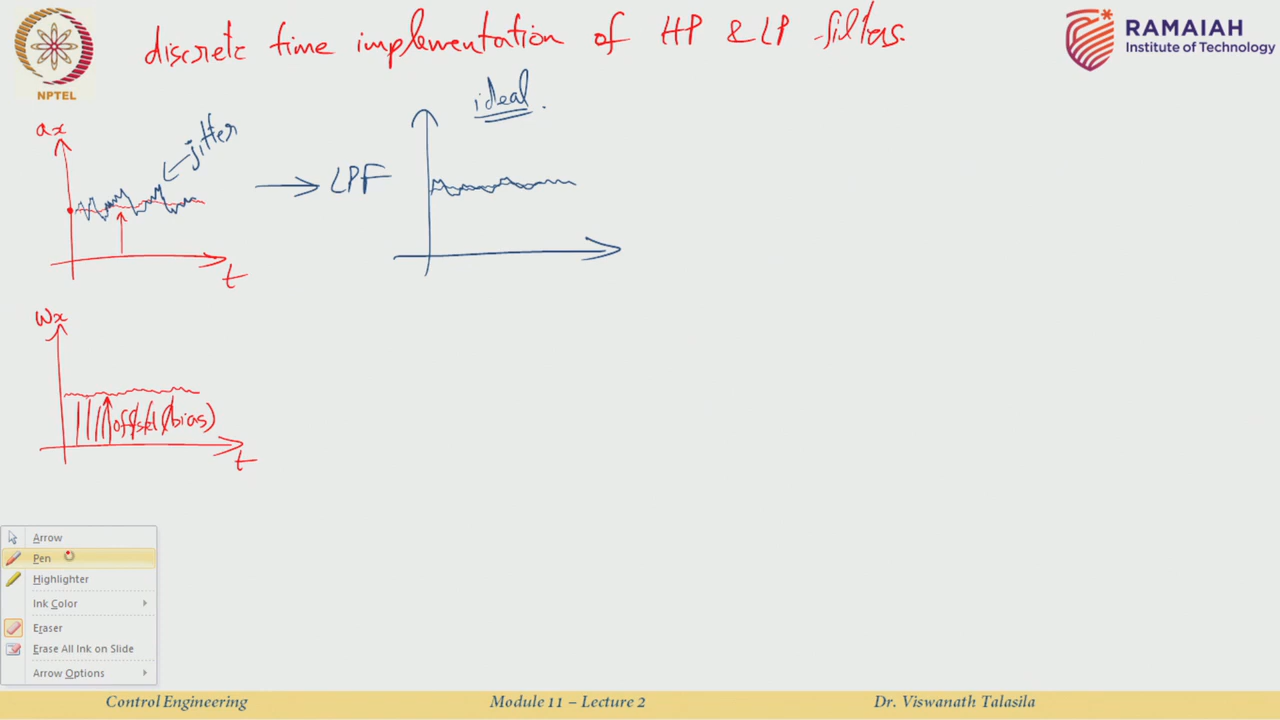 discrete time implementation of HP & LP filters.
RAMAIAH
Institute of Technology
NPTEL
ideal.
ax
jitter
LPF
t
wx
offset (bias)
t
Arrow
Pen
Highlighter
Ink Color
Eraser
Erase All Ink on Slide
Arrow Options
Control Engineering
Module 11 – Lecture 2
Dr. Viswanath Talasila